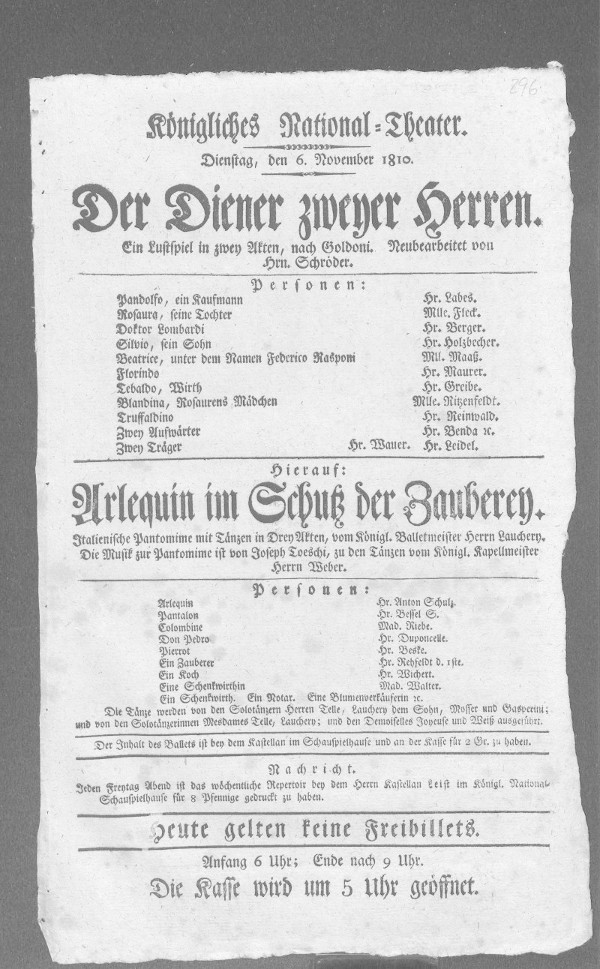 296.
Königliches National-Theater.
Dienstag, den 6. November 1810.
Der Diener zweyer Herren.
Ein Lustspiel in zwey Akten, nach Goldoni. Neubearbeitet von
Hrn. Schröder.
Personen:
Pandolfo, ein Kaufmann Hr. Labes.
Rosaura, seine Tochter Mlle. Fleck.
Doktor Lombardi Hr. Berger.
Silvio, sein Sohn Hr. Holzbecher.
Beatrice, unter dem Namen Federico Rasponi Mll. Maaß.
Florindo Hr. Maurer.
Tebaldo, Wirth Hr. Greibe.
Blandina, Rosaurens Mädchen Mlle. Ritzenfeldt.
Truffaldino Hr. Reinwald.
Zwey Aufwärter Hr. Benda ꝛc.
Zwey Träger Hr. Wauer. Hr. Leidel.
Hierauf:
Arlequin im Schutz der Zauberey.
Italienische Pantomime mit Tänzen in Drey Akten, vom Königl. Balletmeister Herrn Lauchery.
Die Musik zur Pantomime ist von Joseph Toeschi, zu den Tänzen vom Königl. Kapellmeister
Herrn Weber.
Personen:
Arlequin Hr. Anton Schulz.
Pantalon Hr. Bessel S.
Colombine Mad. Riebe.
Don Pedro Hr. Duponcelle.
Pierrot Hr. Beske.
Ein Zauberer Hr. Rehfeldt d. 1ste.
Ein Koch Hr. Wichert.
Eine Schenkwirthin Mad. Walter.
Ein Schenkwirth. Ein Notar. Eine Blumenverkäuferin ꝛc.
Die Tänze werden von den Solotänzern Herren Telle, Lauchery dem Sohn, Mosser und Gasperini;
und von den Solotänzerinnen Mesdames Telle, Lauchery; und den Demoiselles Joyeuse und Weiß ausgeführt.
Der Inhalt des Ballets ist bey dem Kastellan im Schauspielhause und an der Kasse für 2 Gr. zu haben.
Nachricht.
Jeden Freytag Abend ist das wöchentliche Repertoir bey dem Herrn Kastellan Leist im Königl. National-
Schauspielhause für 8 Pfennige gedruckt zu haben.
Heute gelten keine Freibillets.
Anfang 6 Uhr; Ende nach 9 Uhr.
Die Kasse wird um 5 Uhr geöffnet.